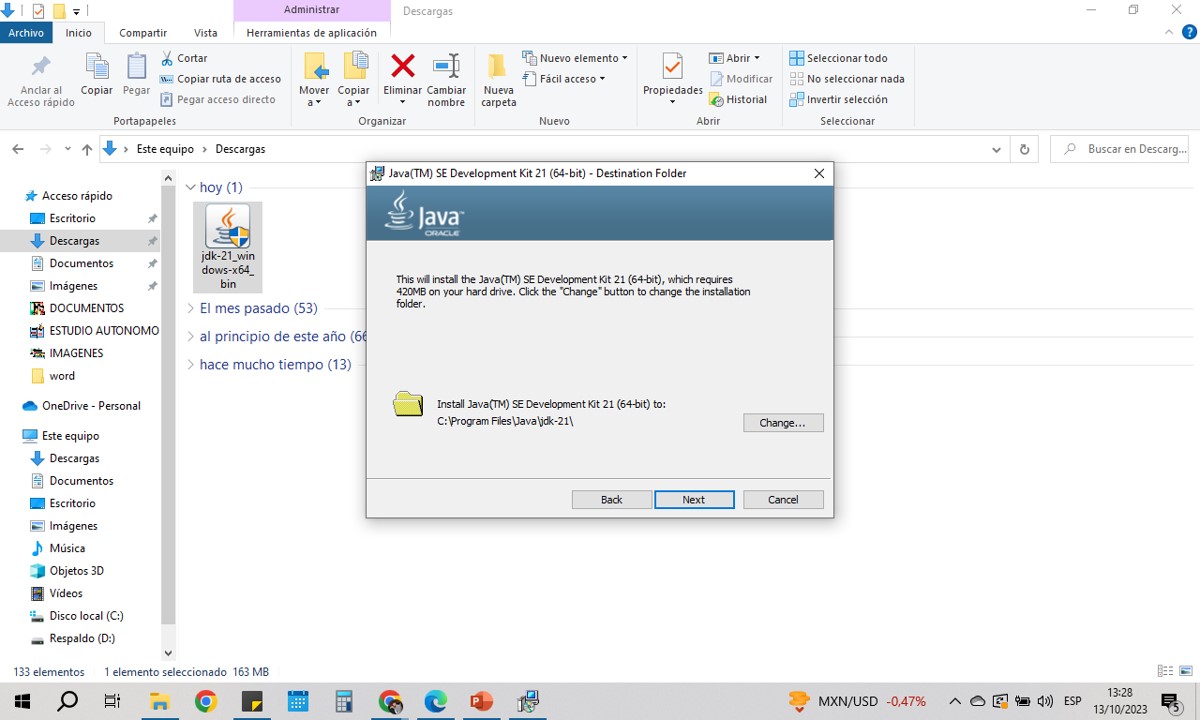 Administrar
Descargas
Archivo
Inicio
Compartir
Vista
Herramientas de aplicación
?
Anclar al
Acceso rápido
Copiar
Pegar
Cortar
Copiar ruta de acceso
Pegar acceso directo
Portapapeles
Mover
a
Copiar
a
Eliminar
Cambiar
nombre
Organizar
Nueva
carpeta
Nuevo elemento
Fácil acceso
Nuevo
Propiedades
Abrir
Modificar
Historial
Abrir
Seleccionar todo
No seleccionar nada
Invertir selección
Seleccionar
Este equipo
Descargas
Buscar en Descarg...
Acceso rápido
Escritorio
Descargas
Documentos
Imágenes
DOCUMENTOS
ESTUDIO AUTONOMO
IMAGENES
word
OneDrive - Personal
Este equipo
Descargas
Documentos
Escritorio
Imágenes
Música
Objetos 3D
Vídeos
Disco local (C:)
Respaldo (D:)
hoy (1)
jdk-21_win
dows-x64_
bin
El mes pasado (53)
al principio de este año (66
hace mucho tiempo (13)
Java(TM) SE Development Kit 21 (64-bit) - Destination Folder
Java™
ORACLE
This will install the Java(TM) SE Development Kit 21 (64-bit), which requires
420MB on your hard drive. Click the "Change" button to change the installation
folder.
Install Java(TM) SE Development Kit 21 (64-bit) to:
C:\Program Files\Java\jdk-21\
Change...
Back
Next
Cancel
133 elementos
1 elemento seleccionado 163 MB
MXN/USD -0,47%
ESP
13:28
13/10/2023
5